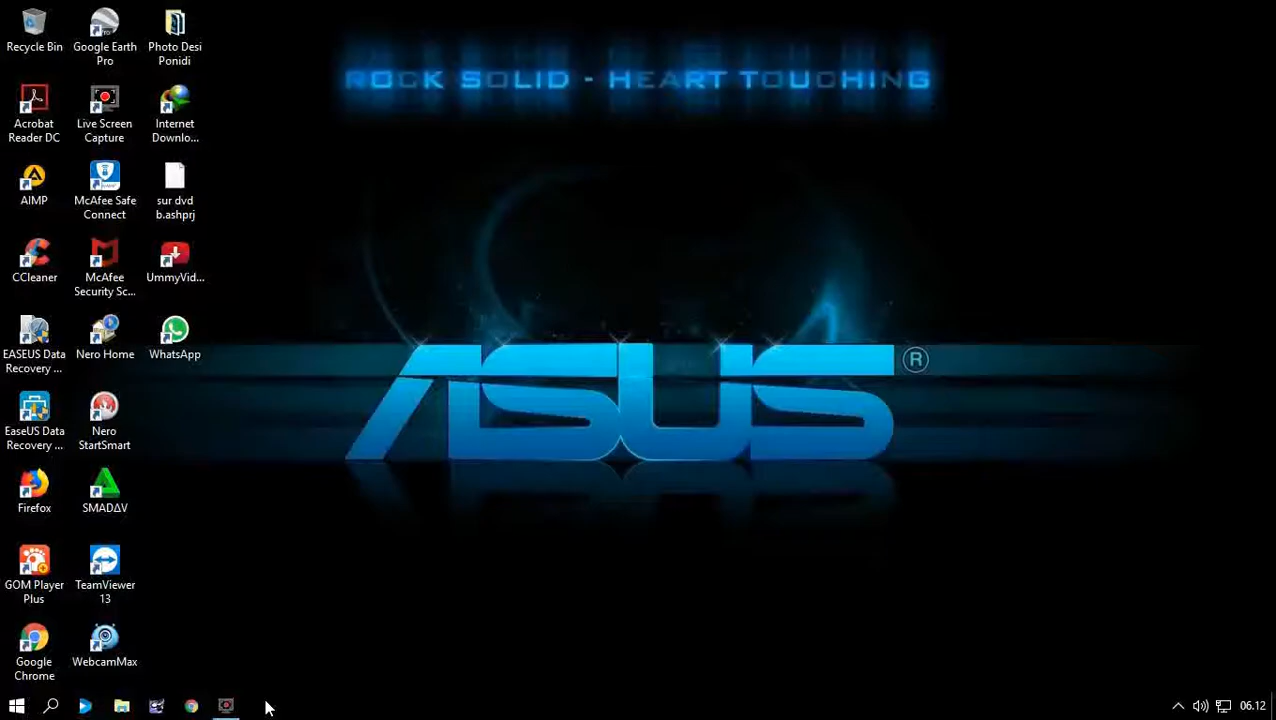 ROCK SOLID - HEART TOUCHING
Recycle Bin
Google Earth
Pro
Photo Desi
Ponidi
Acrobat
Reader DC
Live Screen
Capture
Internet
Downlo...
AIMP
McAfee Safe
Connect
sur dvd
b.ashprj
CCleaner
McAfee
Security Sc...
UmmyVid...
EASEUS Data
Recovery ...
Nero Home
WhatsApp
EaseUS Data
Recovery ...
Nero
StartSmart
Firefox
SMADΔV
GOM Player
Plus
TeamViewer
13
Google
Chrome
WebcamMax
ASUS ®
06.12